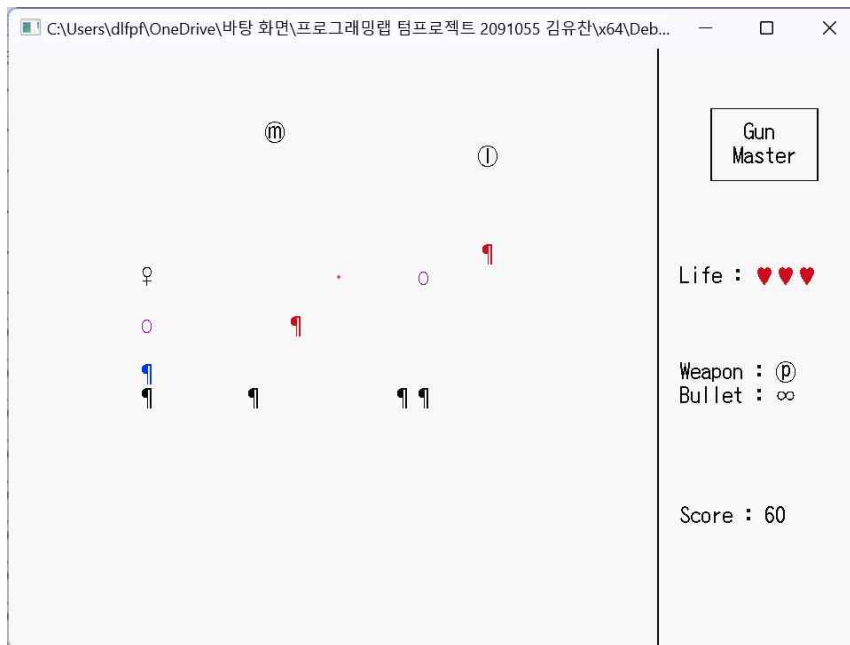 C:\Users\dlfpf\OneDrive\바탕 화면\프로그래밍랩 텀프로젝트 2091055 김유찬\x64\Deb...
ⓜ
ⓛ
Gun
Master
¶
♀
o
Life : ♥♥♥
o
¶
¶
Weapon : ⓟ
¶ ¶ ¶ ¶
Bullet : ∞
Score : 60